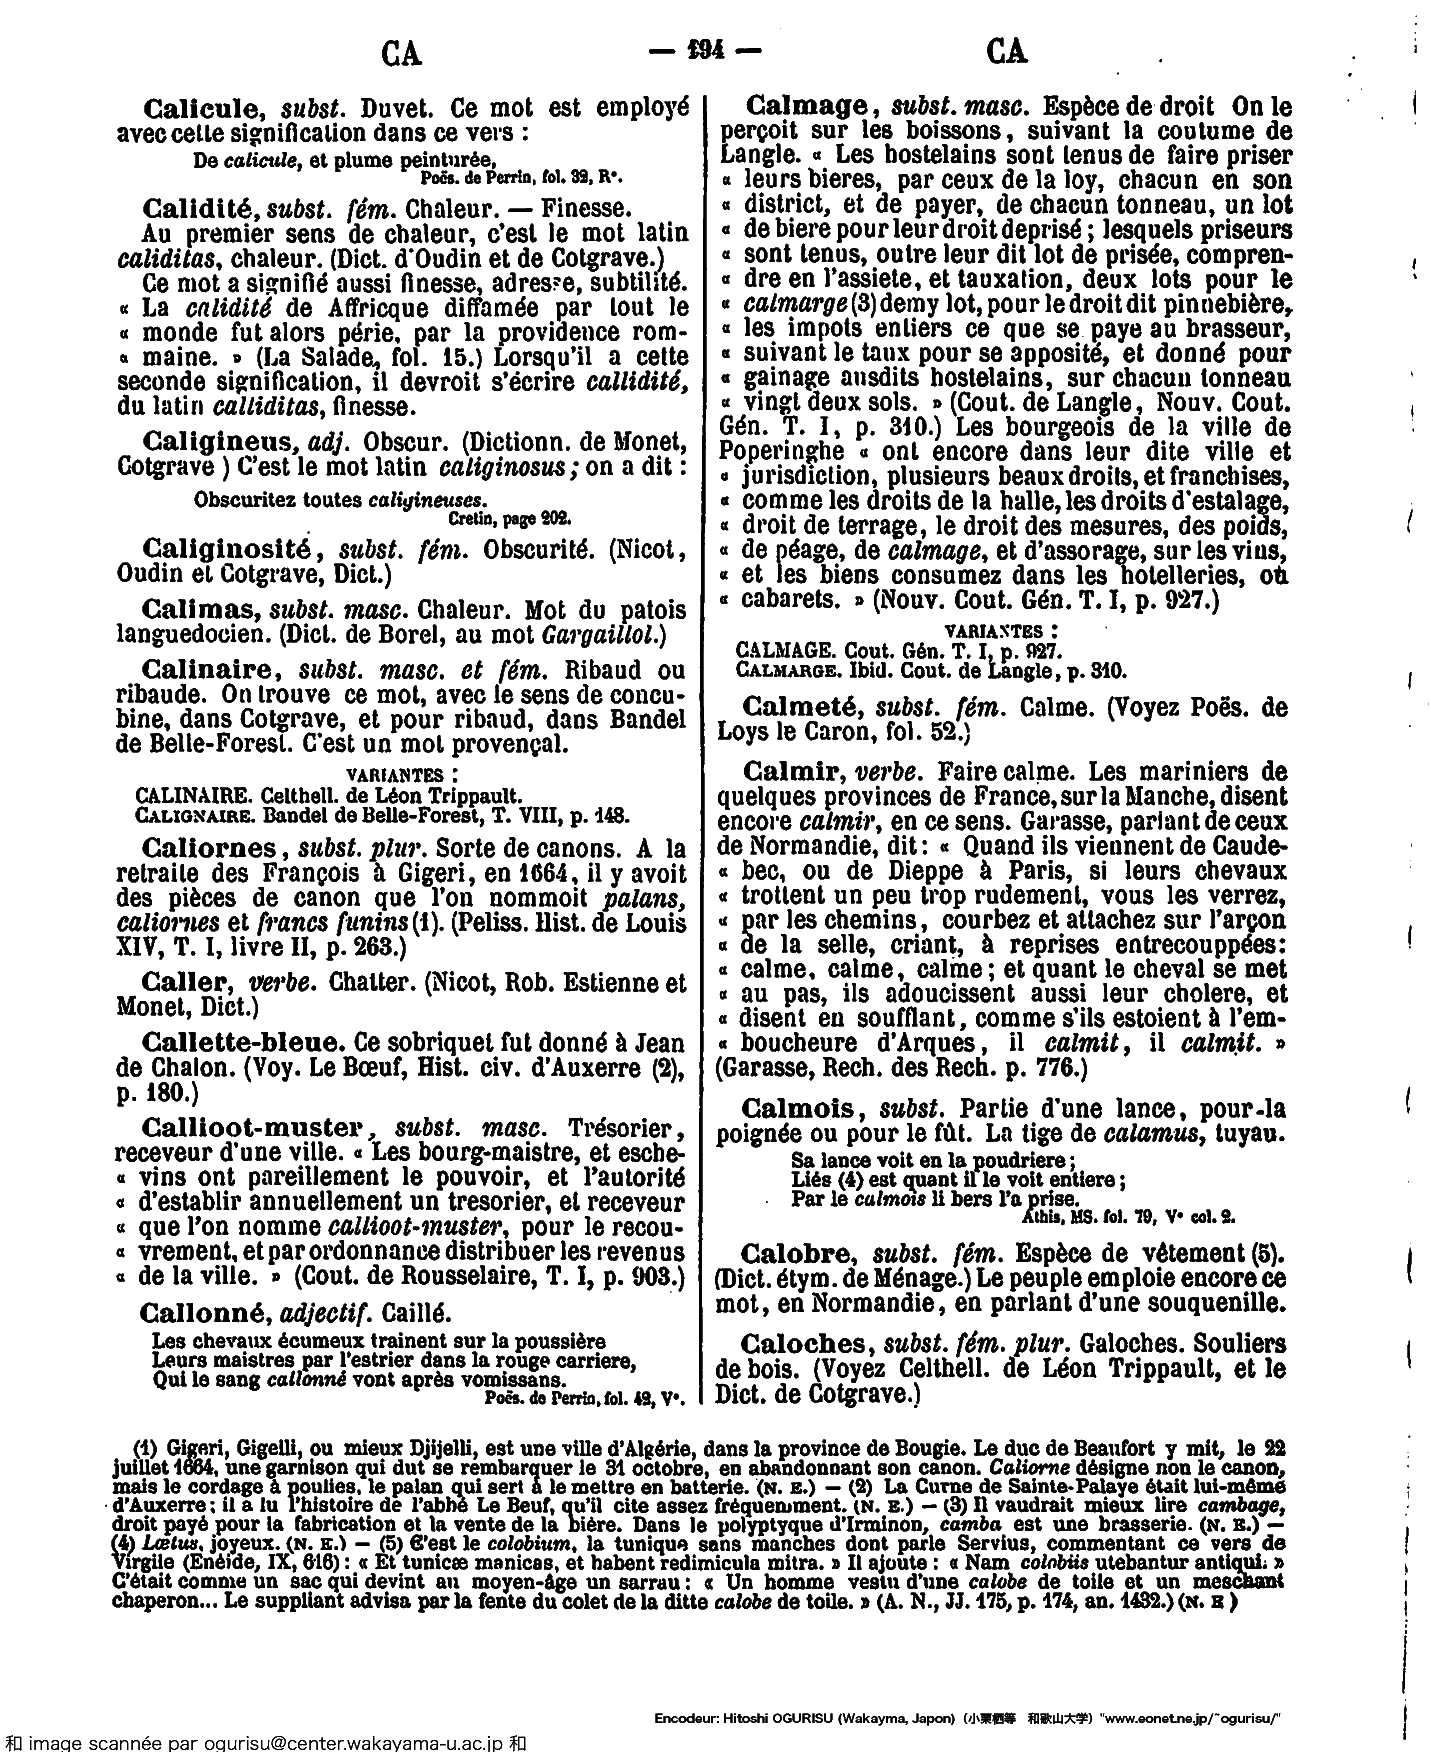 CA — 194 — CA
Calicule, subst. Duvet. Ce mot est employé
avec cette signification dans ce vers :
De calicule, et plume peinturée,
Poës. de Perrin, fol. 32, R°.
Calidité, subst. fém. Chaleur. — Finesse.
Au premier sens de chaleur, c'est le mot latin
caliditas, chaleur. (Dict. d'Oudin et de Cotgrave.)
Ce mot a signifié aussi finesse, adresse, subtilité.
« La calidité de Affricque diffamée par tout le
« monde fut alors périe, par la providence rom-
« maine. » (La Salade, fol. 15.) Lorsqu'il a cette
seconde signification, il devroit s'écrire callidité,
du latin calliditas, finesse.
Caligineus, adj. Obscur. (Dictionn. de Monet,
Cotgrave ) C'est le mot latin caliginosus ; on a dit :
Obscuritez toutes caligineuses.
Cretin, page 202.
Caliginosité, subst. fém. Obscurité. (Nicot,
Oudin et Cotgrave, Dict.)
Calimas, subst. masc. Chaleur. Mot du patois
languedocien. (Dict. de Borel, au mot Gargaillol.)
Calinaire, subst. masc. et fém. Ribaud ou
ribaude. On trouve ce mot, avec le sens de concu-
bine, dans Cotgrave, et pour ribaud, dans Bandel
de Belle-Forest. C'est un mot provençal.
VARIANTES :
CALINAIRE. Celthell. de Léon Trippault.
CALIGNAIRE. Bandel de Belle-Forest, T. VIII, p. 148.
Caliornes, subst. plur. Sorte de canons. A la
retraite des François à Gigeri, en 1664, il y avoit
des pièces de canon que l'on nommoit palans,
caliornes et francs funins (1). (Peliss. Hist. de Louis
XIV, T. I, livre II, p. 263.)
Caller, verbe. Chatter. (Nicot, Rob. Estienne et
Monet, Dict.)
Callette-bleue. Ce sobriquet fut donné à Jean
de Chalon. (Voy. Le Bœuf, Hist. civ. d'Auxerre (2),
p. 180.)
Callioot-muster, subst. masc. Trésorier,
receveur d'une ville. « Les bourg-maistre, et esche-
« vins ont pareillement le pouvoir, et l'autorité
« d'establir annuellement un tresorier, et receveur
« que l'on nomme callioot-muster, pour le recou-
« vrement, et par ordonnance distribuer les revenus
« de la ville. » (Cout. de Rousselaire, T. I, p. 903.)
Callonné, adjectif. Caillé.
Les chevaux écumeux trainent sur la poussière
Leurs maistres par l'estrier dans la rouge carriere,
Qui le sang callonné vont après vomissans.
Poës. de Perrin, fol. 42, V°.
Calmage, subst. masc. Espèce de droit On le
perçoit sur les boissons, suivant la coutume de
Langle. « Les hostelains sont tenus de faire priser
« leurs bieres, par ceux de la loy, chacun en son
« district, et de payer, de chacun tonneau, un lot
« de biere pour leur droit deprisé ; lesquels priseurs
« sont tenus, outre leur dit lot de prisée, compren-
« dre en l'assiete, et tauxation, deux lots pour le
« calmarge (3) demy lot, pour le droit dit pinnebière,
« les impots entiers ce que se paye au brasseur,
« suivant le taux pour se apposité, et donné pour
« gainage ausdits hostelains, sur chacun tonneau
« vingt deux sols. » (Cout. de Langle, Nouv. Cout.
Gén. T. I, p. 310.) Les bourgeois de la ville de
Poperinghe « ont encore dans leur dite ville et
« jurisdiction, plusieurs beaux droits, et franchises,
« comme les droits de la halle, les droits d'estalage,
« droit de terrage, le droit des mesures, des poids,
« de péage, de calmage, et d'assorage, sur les vius,
« et les biens consumez dans les hotelleries, où
« cabarets. » (Nouv. Cout. Gén. T. I, p. 927.)
VARIANTES :
CALMAGE. Cout. Gén. T. I, p. 927.
CALMARGE. Ibid. Cout. de Langle, p. 310.
Calmeté, subst. fém. Calme. (Voyez Poës. de
Loys le Caron, fol. 52.)
Calmir, verbe. Faire calme. Les mariniers de
quelques provinces de France, sur la Manche, disent
encore calmir, en ce sens. Garasse, parlant de ceux
de Normandie, dit : « Quand ils viennent de Caude-
« bec, ou de Dieppe à Paris, si leurs chevaux
« trottent un peu trop rudement, vous les verrez,
« par les chemins, courbez et attachez sur l'arçon
« de la selle, criant, à reprises entrecouppées :
« calme, calme, calme ; et quant le cheval se met
« au pas, ils adoucissent aussi leur cholere, et
« disent en soufflant, comme s'ils estoient à l'em-
« boucheure d'Arques, il calmit, il calmit. »
(Garasse, Rech. des Rech. p. 776.)
Calmois, subst. Partie d'une lance, pour-la
poignée ou pour le fût. La tige de calamus, tuyau.
Sa lance voit en la poudriere ;
Liés (4) est quant il le voit entiere ;
Par le calmois li bers l'a prise.
Athis, MS. fol. 79, V° col. 2.
Calobre, subst. fém. Espèce de vêtement (5).
(Dict. étym. de Ménage.) Le peuple emploie encore ce
mot, en Normandie, en parlant d'une souquenille.
Caloches, subst. fém. plur. Galoches. Souliers
de bois. (Voyez Celthell. de Léon Trippault, et le
Dict. de Cotgrave.)
(1) Gigeri, Gigelli, ou mieux Djijelli, est une ville d'Algérie, dans la province de Bougie. Le duc de Beaufort y mit, le 22
juillet 1664, une garnison qui dut se rembarquer le 31 octobre, en abandonnant son canon. Caliorne désigne non le canon,
mais le cordage à poulies, le palan qui sert à le mettre en batterie. (N. E.) — (2) La Curne de Sainte-Palaye était lui-même
d'Auxerre ; il a lu l'histoire de l'abbé Le Beuf, qu'il cite assez fréquemment. (N. E.) — (3) Il vaudrait mieux lire cambage,
droit payé pour la fabrication et la vente de la bière. Dans le polyptyque d'Irminon, camba est une brasserie. (N. E.) —
(4) Lætus, joyeux. (N. E.) — (5) C'est le colobium, la tunique sans manches dont parle Servius, commentant ce vers de
Virgile (Enéide, IX, 616) : « Et tunicæ manicas, et habent redimicula mitra. » Il ajoute : « Nam colobiis utebantur antiqui. »
C'était comme un sac qui devint au moyen-âge un sarrau : « Un homme vestu d'une calobe de toile et un meschant
chaperon... Le suppliant advisa par la fente du colet de la ditte calobe de toile. » (A. N., JJ. 175, p. 174, an. 1432.) (N. E )
Encodeur: Hitoshi OGURISU (Wakayma, Japon) (小栗栖等 和歌山大学) "www.eonet.ne.jp/~ogurisu/"
和 image scannée par ogurisu@center.wakayama-u.ac.jp 和